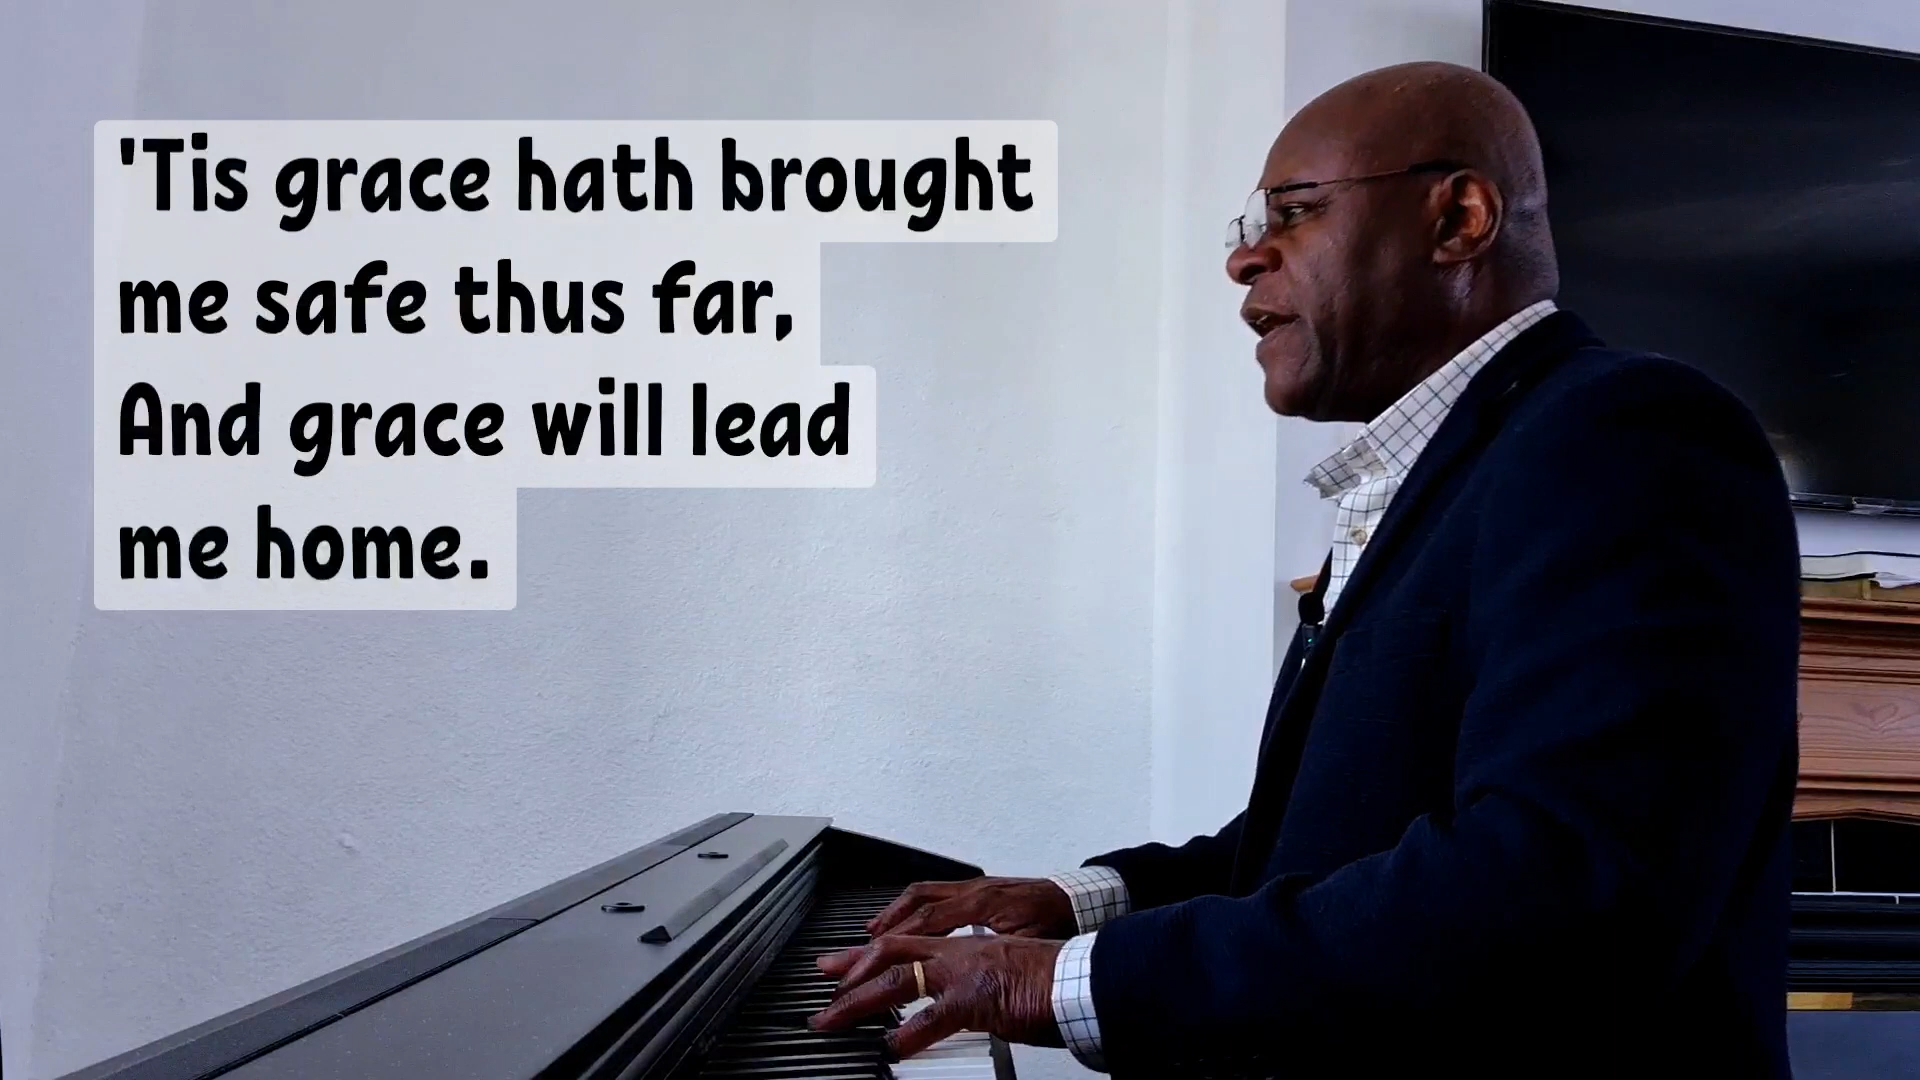 'Tis grace hath brought
me safe thus far,
And grace will lead
me home.